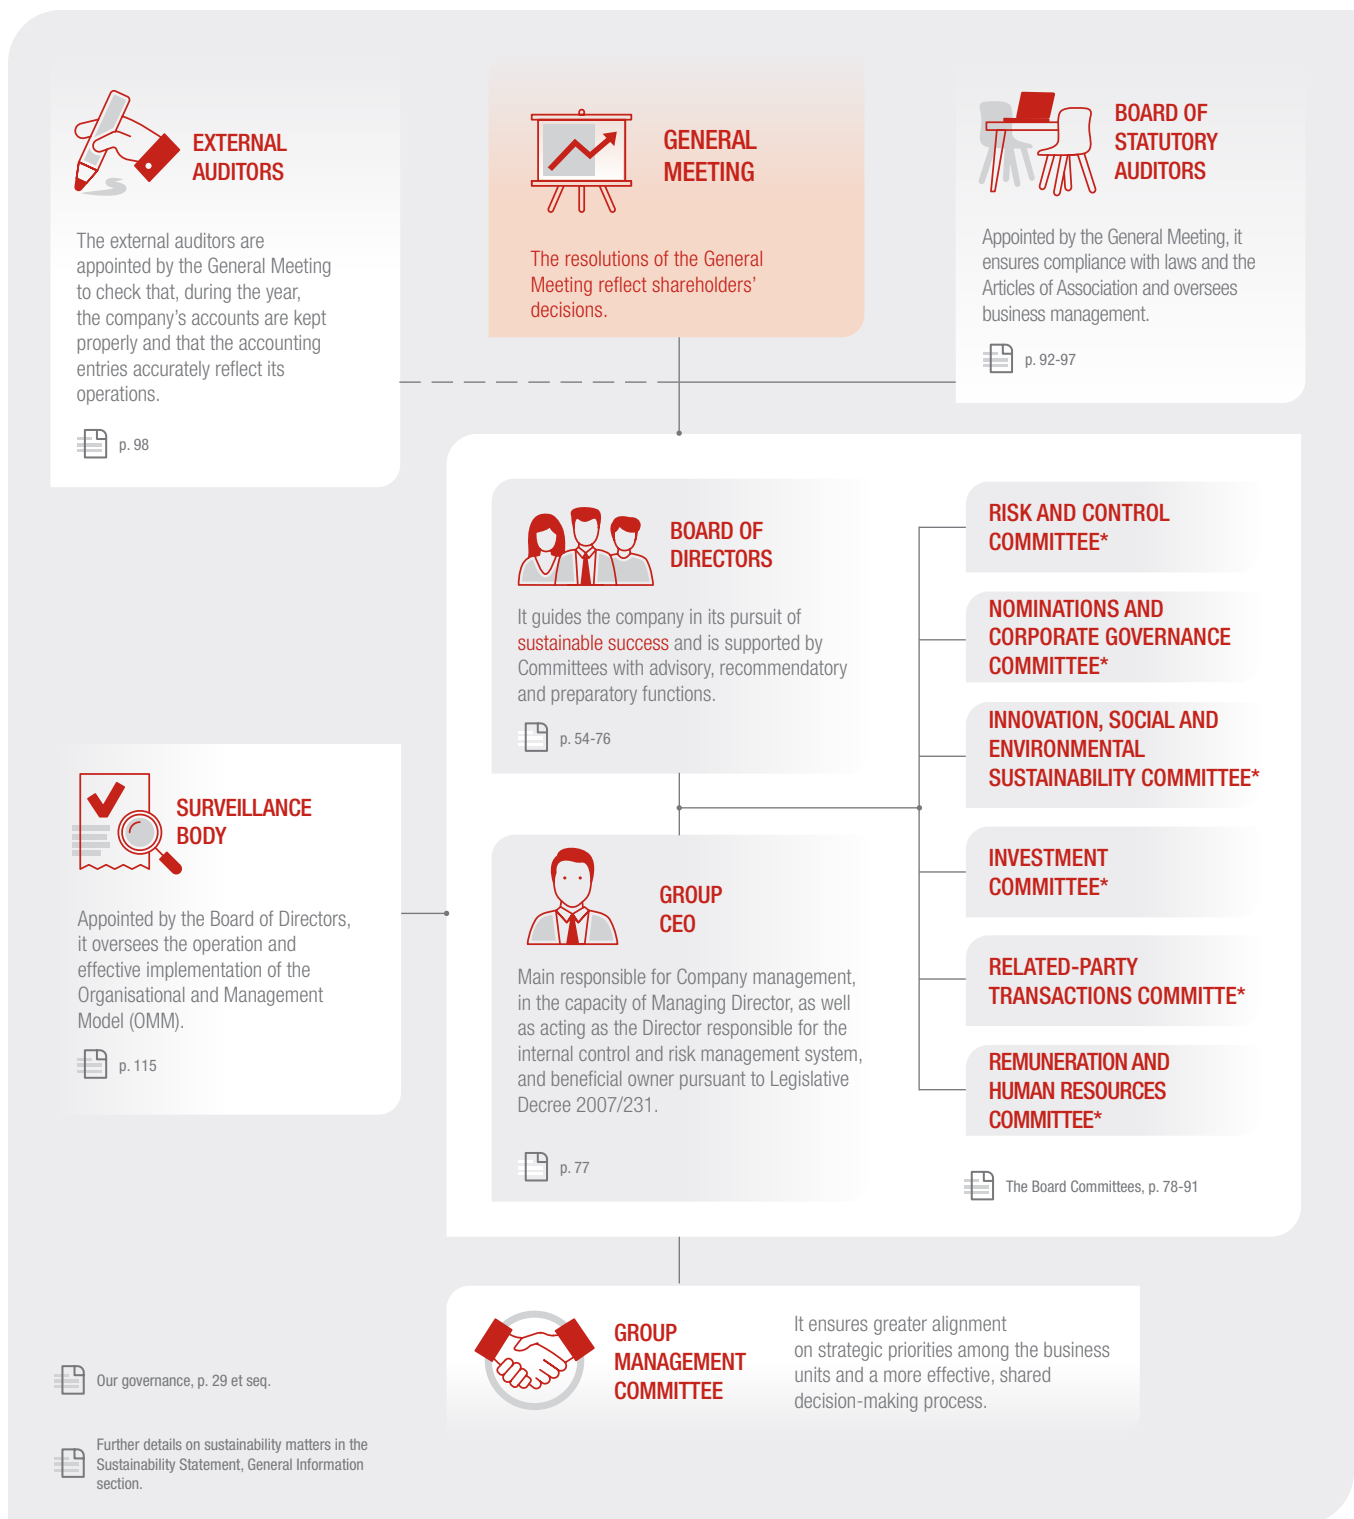 EXTERNAL
AUDITORS
The external auditors are
appointed by the General Meeting
to check that, during the year,
the company's accounts are kept
properly and that the accounting
entries accurately reflect its
operations.
p. 98
GENERAL
MEETING
The resolutions of the General
Meeting reflect shareholders'
decisions.
BOARD OF
STATUTORY
AUDITORS
Appointed by the General Meeting, it
ensures compliance with laws and the
Articles of Association and oversees
business management.
p. 92-97
BOARD OF
DIRECTORS
It guides the company in its pursuit of
sustainable success and is supported by
Committees with advisory, recommendatory
and preparatory functions.
p. 54-76
RISK AND CONTROL
COMMITTEE*
NOMINATIONS AND
CORPORATE GOVERNANCE
COMMITTEE*
INNOVATION, SOCIAL AND
ENVIRONMENTAL
SUSTAINABILITY COMMITTEE*
INVESTMENT
COMMITTEE*
RELATED-PARTY
TRANSACTIONS COMMITTE*
REMUNERATION AND
HUMAN RESOURCES
COMMITTEE*
The Board Committees, p. 78-91
SURVEILLANCE
BODY
Appointed by the Board of Directors,
it oversees the operation and
effective implementation of the
Organisational and Management
Model (OMM).
p. 115
GROUP
CEO
Main responsible for Company management,
in the capacity of Managing Director, as well
as acting as the Director responsible for the
internal control and risk management system,
and beneficial owner pursuant to Legislative
Decree 2007/231.
p. 77
GROUP
MANAGEMENT
COMMITTEE
It ensures greater alignment
on strategic priorities among the business
units and a more effective, shared
decision-making process.
Our governance, p. 29 et seq.
Further details on sustainability matters in the
Sustainability Statement, General Information
section.